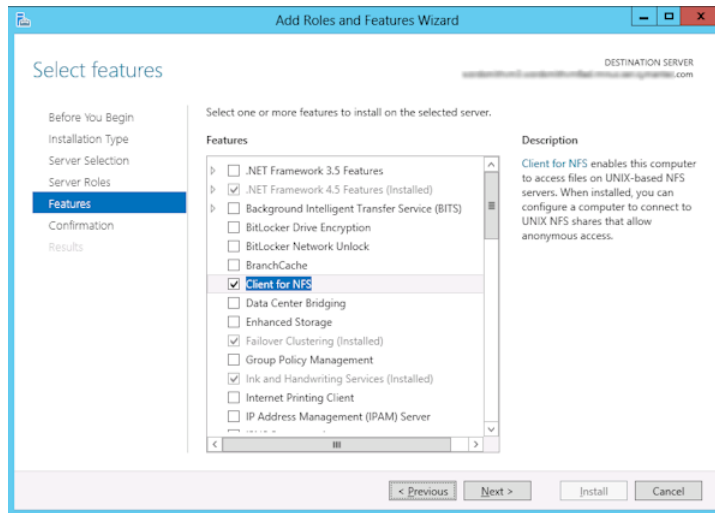 Add Roles and Features Wizard
Select features
DESTINATION SERVER
.com
Before You Begin
Installation Type
Server Selection
Server Roles
Features
Confirmation
Results
Select one or more features to install on the selected server.
Features
.NET Framework 3.5 Features
.NET Framework 4.5 Features (Installed)
Background Intelligent Transfer Service (BITS)
BitLocker Drive Encryption
BitLocker Network Unlock
BranchCache
Client for NFS
Data Center Bridging
Enhanced Storage
Failover Clustering (Installed)
Group Policy Management
Ink and Handwriting Services (Installed)
Internet Printing Client
IP Address Management (IPAM) Server
Description
Client for NFS enables this computer
to access files on UNIX-based NFS
servers. When installed, you can
configure a computer to connect to
UNIX NFS shares that allow
anonymous access.
< Previous
Next >
Install
Cancel